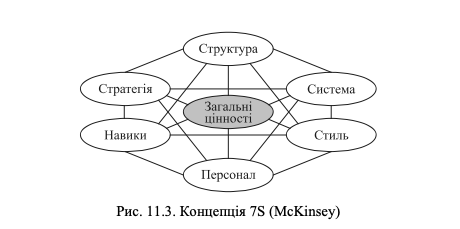 Структура
Стратегія
Система
Загальні
цінності
Навики
Стиль
Персонал
Рис. 11.3. Концепція 7S (McKinsey)